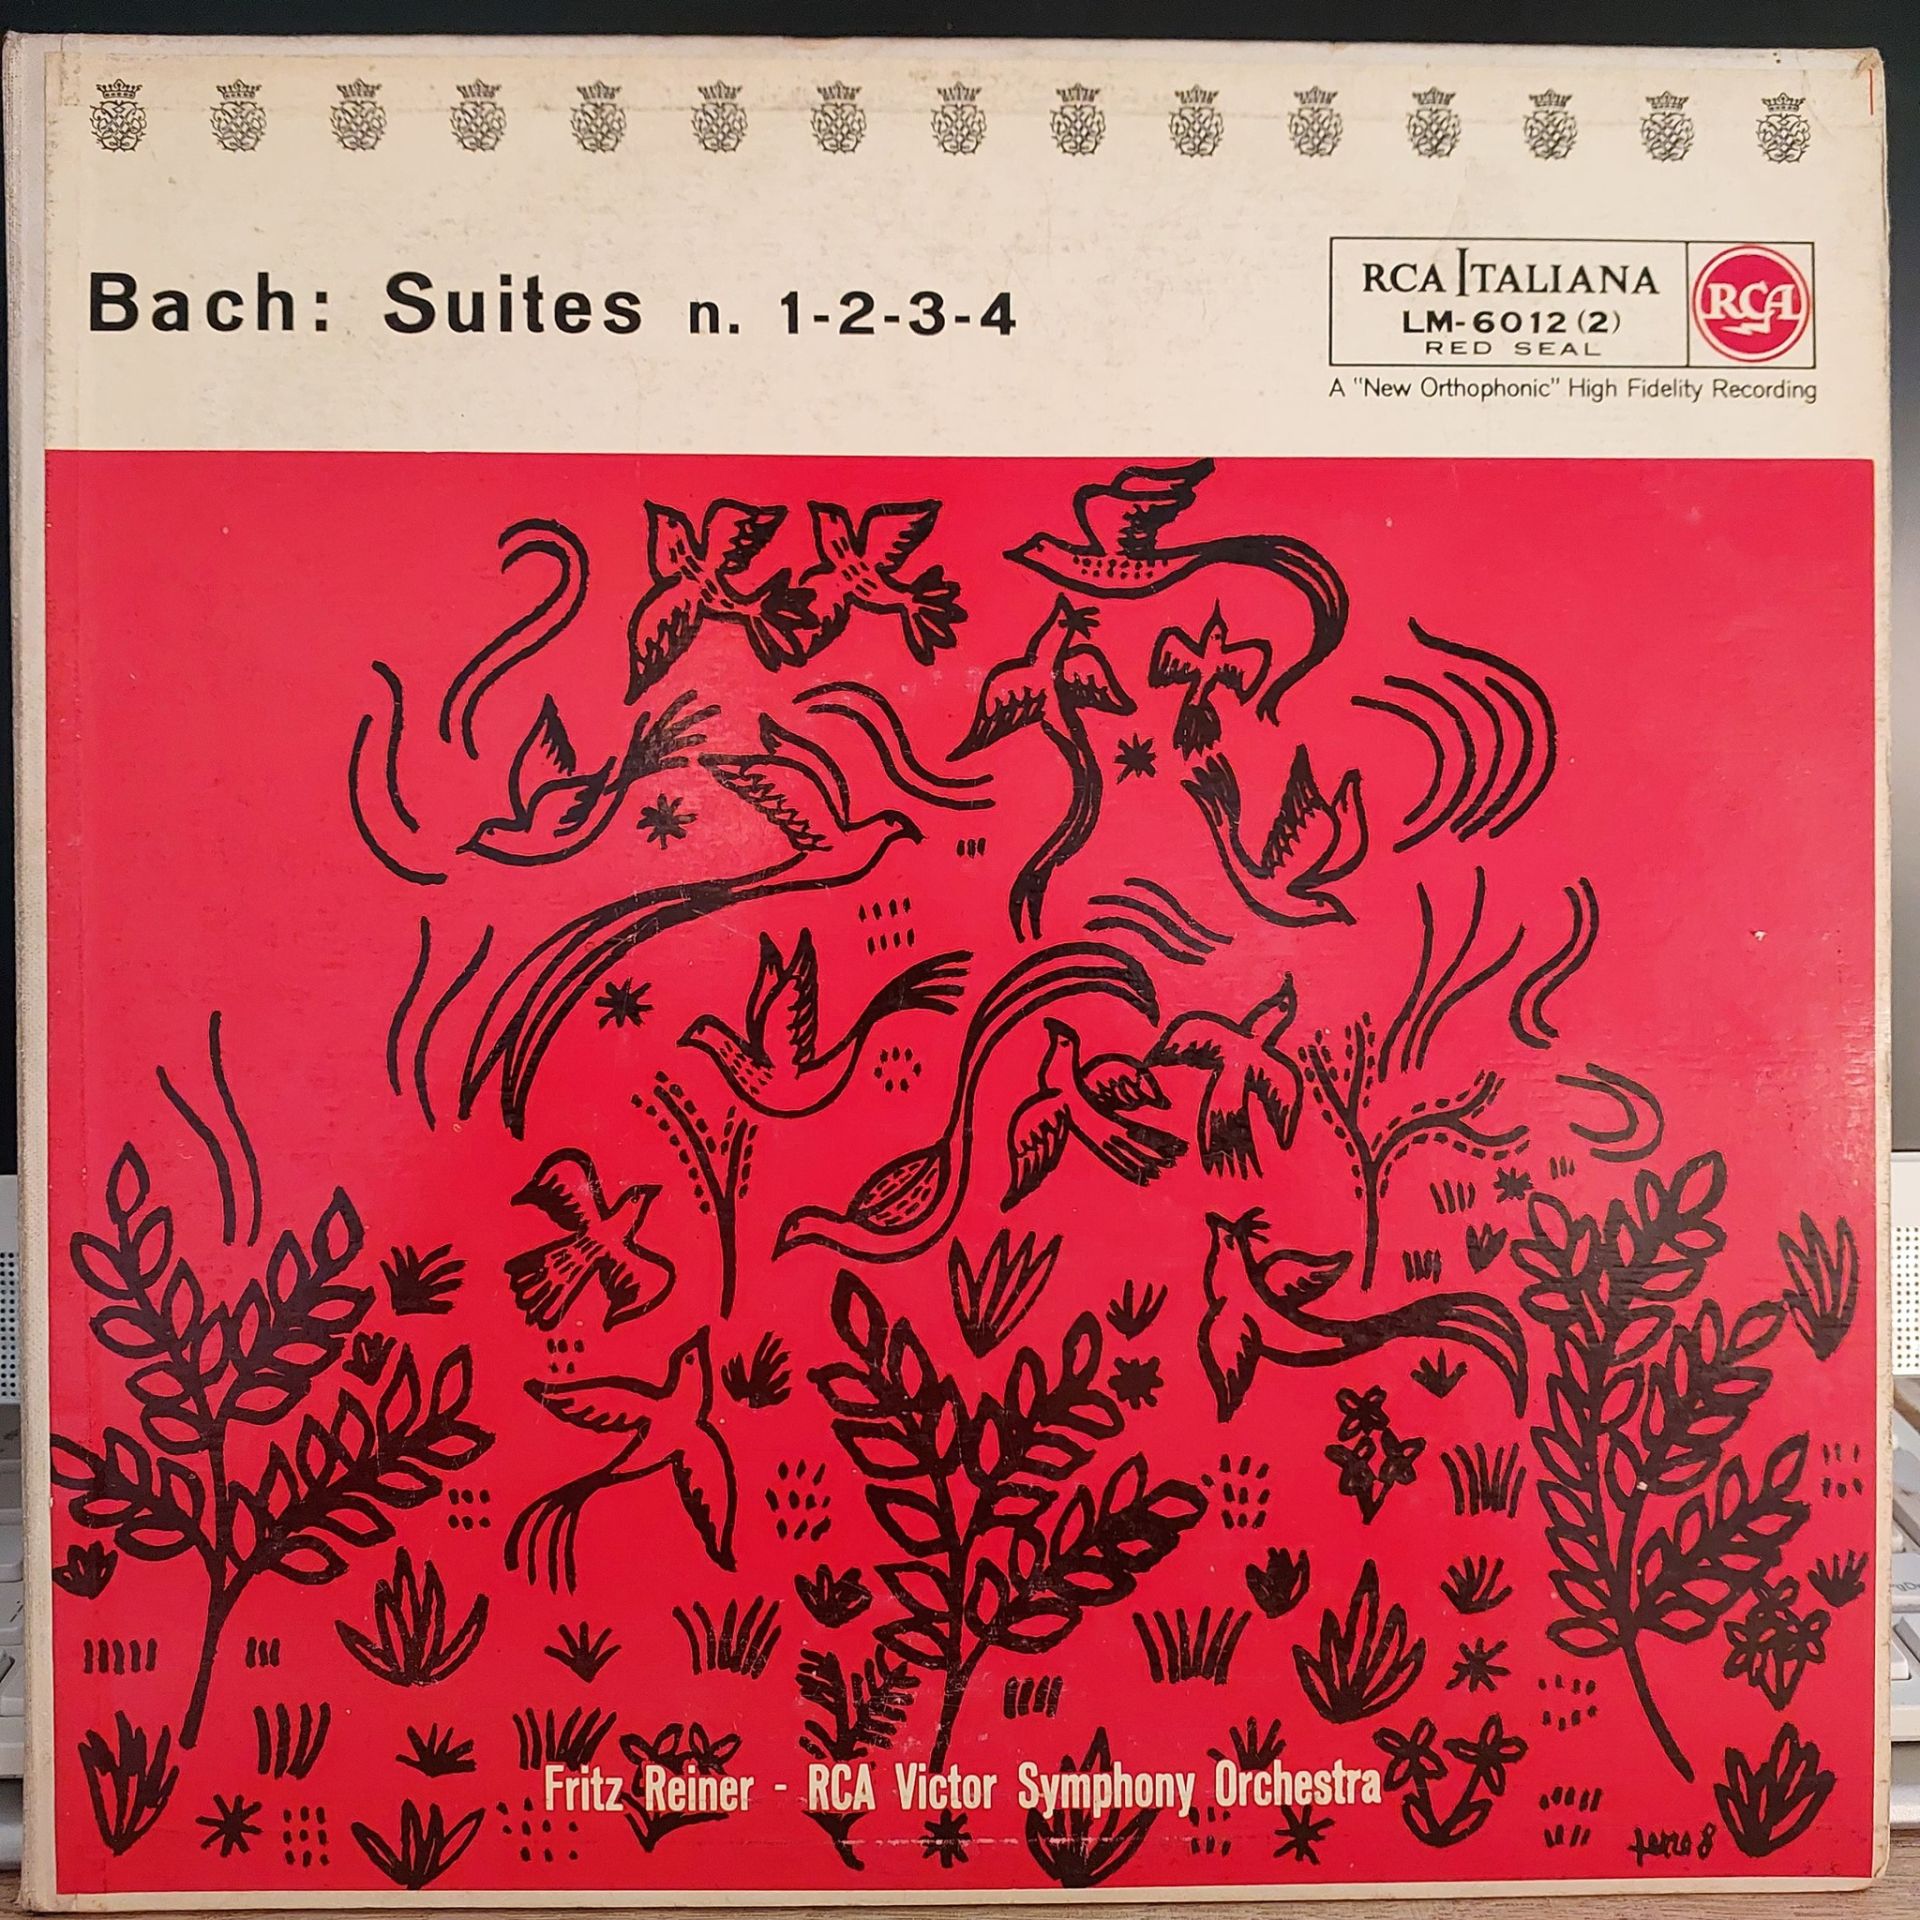 Bach: Suites n. 1-2-3-4
RCA ITALIANA
LM-6012 (2)
RED SEAL
RCA
A "New Orthophonic" High Fidelity Recording
Fritz Reiner - RCA Victor Symphony Orchestra